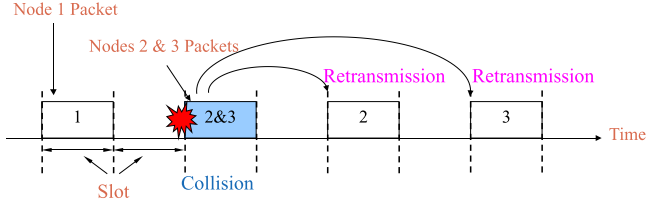 Node 1 Packet
Nodes 2 & 3 Packets
Retransmission
Retransmission
1
2&3
2
3
Time
Slot
Collision